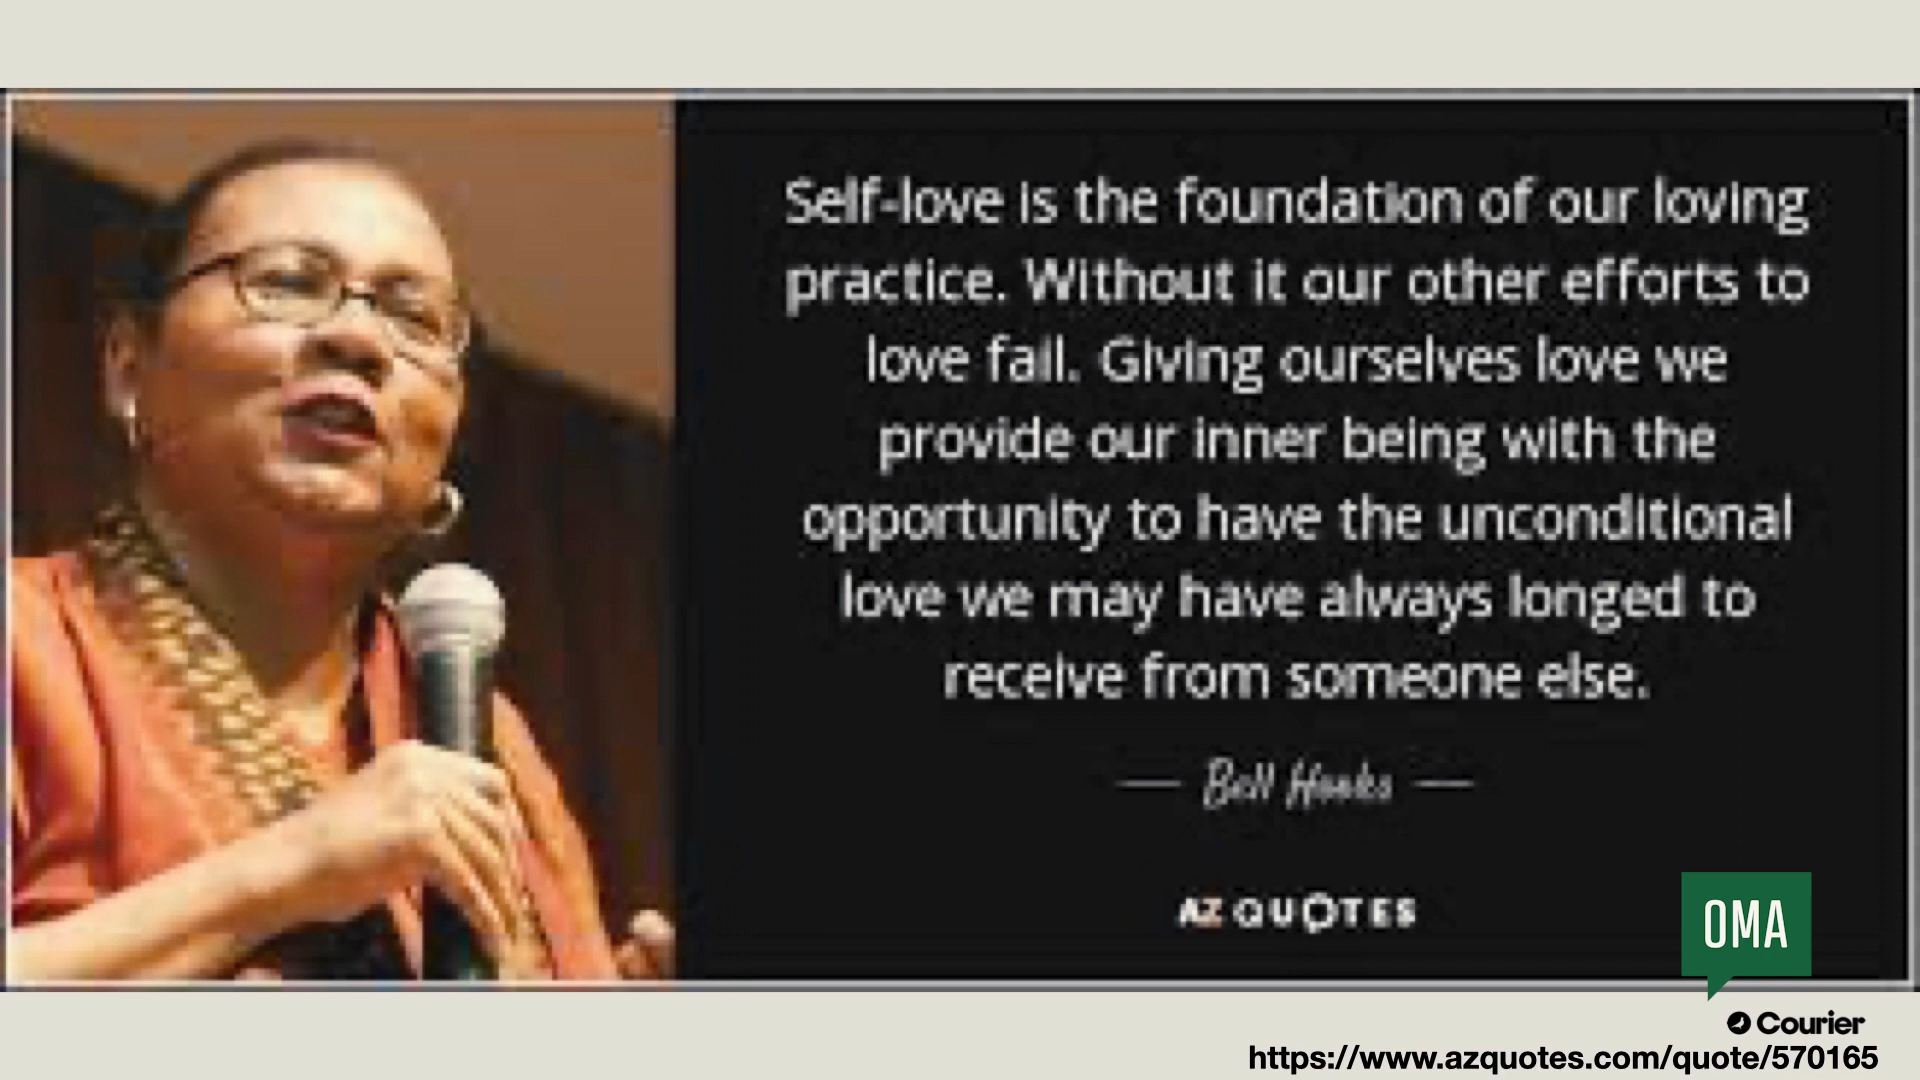 Self-love is the foundation of our loving
practice. Without it our other efforts to
love fail. Giving ourselves love we
provide our inner being with the
opportunity to have the unconditional
love we may have always longed to
receive from someone else.
— Bell Hooks —
AZ QUOTES
OMA
Courier
https://www.azquotes.com/quote/570165